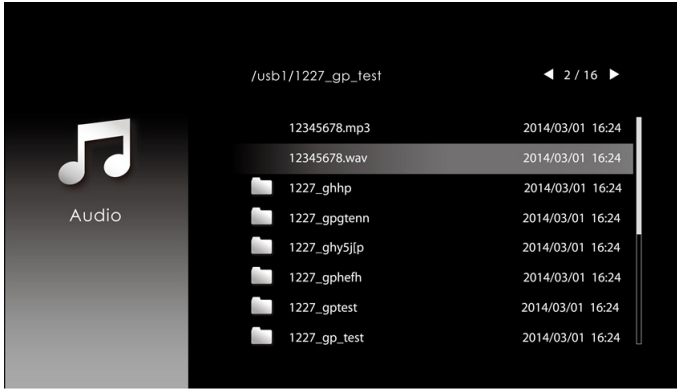 /usb1/1227_gp_test 2 / 16
12345678.mp3 2014/03/01 16:24
12345678.wav 2014/03/01 16:24
1227_ghhp 2014/03/01 16:24
Audio
1227_gpgtenn 2014/03/01 16:24
1227_ghy5j[p 2014/03/01 16:24
1227_gphefh 2014/03/01 16:24
1227_gptest 2014/03/01 16:24
1227_gp_test 2014/03/01 16:24